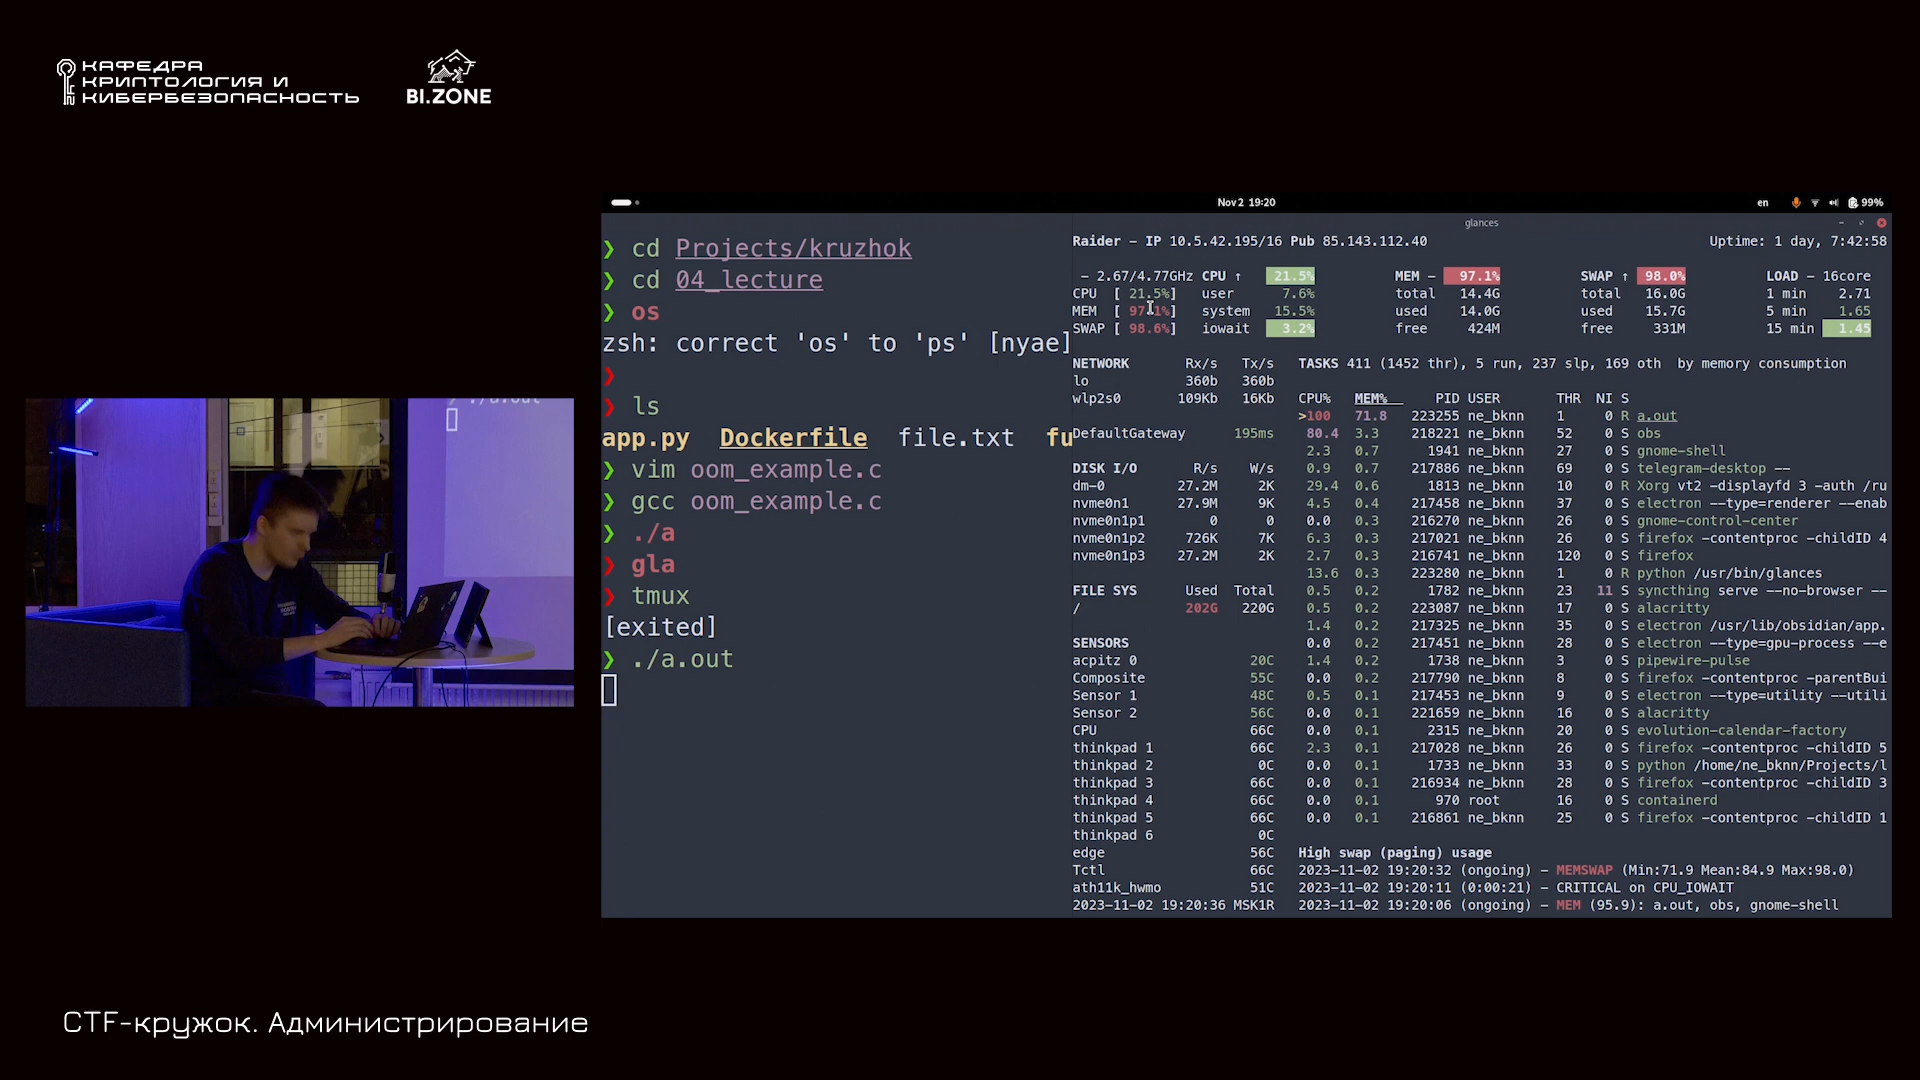 КАФЕДРА
КРИПТОЛОГИЯ И
КИБЕРБЕЗОПАСНОСТЬ
BI.ZONE
Nov 2 19:20
en
99%
❯ cd Projects/kruzhok
❯ cd 04_lecture
❯ os
zsh: correct 'os' to 'ps' [nyae]
❯
❯ ls
app.py Dockerfile file.txt fu
❯ vim oom_example.c
❯ gcc oom_example.c
❯ ./a
❯ gla
❯ tmux
[exited]
❯ ./a.out
glances
Raider - IP 10.5.42.195/16 Pub 85.143.112.40 Uptime: 1 day, 7:42:58
- 2.67/4.77GHz CPU ↑ 21.5% MEM - 97.1% SWAP ↑ 98.0% LOAD - 16core
CPU [ 21.5%] user 7.6% total 14.4G total 16.0G 1 min 2.71
MEM [ 97.1%] system 15.5% used 14.0G used 15.7G 5 min 1.65
SWAP [ 98.6%] iowait 3.2% free 424M free 331M 15 min 1.45
NETWORK Rx/s Tx/s TASKS 411 (1452 thr), 5 run, 237 slp, 169 oth by memory consumption
lo 360b 360b
wlp2s0 109Kb 16Kb CPU% MEM% PID USER THR NI S
>100 71.8 223255 ne_bknn 1 0 R a.out
DefaultGateway 195ms 80.4 3.3 218221 ne_bknn 52 0 S obs
2.3 0.7 1941 ne_bknn 27 0 S gnome-shell
DISK I/O R/s W/s 0.9 0.7 217886 ne_bknn 69 0 S telegram-desktop --
dm-0 27.2M 2K 29.4 0.6 1813 ne_bknn 10 0 R Xorg vt2 -displayfd 3 -auth /ru
nvme0n1 27.9M 9K 4.5 0.4 217458 ne_bknn 37 0 S electron --type=renderer --enab
nvme0n1p1 0 0 0.0 0.3 216270 ne_bknn 26 0 S gnome-control-center
nvme0n1p2 726K 7K 6.3 0.3 217021 ne_bknn 26 0 S firefox -contentproc -childID 4
nvme0n1p3 27.2M 2K 2.7 0.3 216741 ne_bknn 120 0 S firefox
13.6 0.3 223280 ne_bknn 1 0 R python /usr/bin/glances
FILE SYS Used Total 0.5 0.2 1782 ne_bknn 23 11 S syncthing serve --no-browser --
/ 202G 220G 0.5 0.2 223087 ne_bknn 17 0 S alacritty
1.4 0.2 217325 ne_bknn 35 0 S electron /usr/lib/obsidian/app.
SENSORS 0.0 0.2 217451 ne_bknn 28 0 S electron --type=gpu-process --e
acpitz 0 20C 1.4 0.2 1738 ne_bknn 3 0 S pipewire-pulse
Composite 55C 0.0 0.2 217790 ne_bknn 8 0 S firefox -contentproc -parentBui
Sensor 1 48C 0.5 0.1 217453 ne_bknn 9 0 S electron --type=utility --utili
Sensor 2 56C 0.0 0.1 221659 ne_bknn 16 0 S alacritty
CPU 66C 0.0 0.1 2315 ne_bknn 20 0 S evolution-calendar-factory
thinkpad 1 66C 2.3 0.1 217028 ne_bknn 26 0 S firefox -contentproc -childID 5
thinkpad 2 0C 0.0 0.1 1733 ne_bknn 33 0 S python /home/ne_bknn/Projects/l
thinkpad 3 66C 0.0 0.1 216934 ne_bknn 28 0 S firefox -contentproc -childID 3
thinkpad 4 66C 0.0 0.1 970 root 16 0 S containerd
thinkpad 5 66C 0.0 0.1 216861 ne_bknn 25 0 S firefox -contentproc -childID 1
thinkpad 6 0C
edge 56C High swap (paging) usage
Tctl 66C 2023-11-02 19:20:32 (ongoing) - MEMSWAP (Min:71.9 Mean:84.9 Max:98.0)
ath11k_hwmo 51C 2023-11-02 19:20:11 (0:00:21) - CRITICAL on CPU_IOWAIT
2023-11-02 19:20:36 MSK1R 2023-11-02 19:20:06 (ongoing) - MEM (95.9): a.out, obs, gnome-shell
CTF-кружок. Администрирование